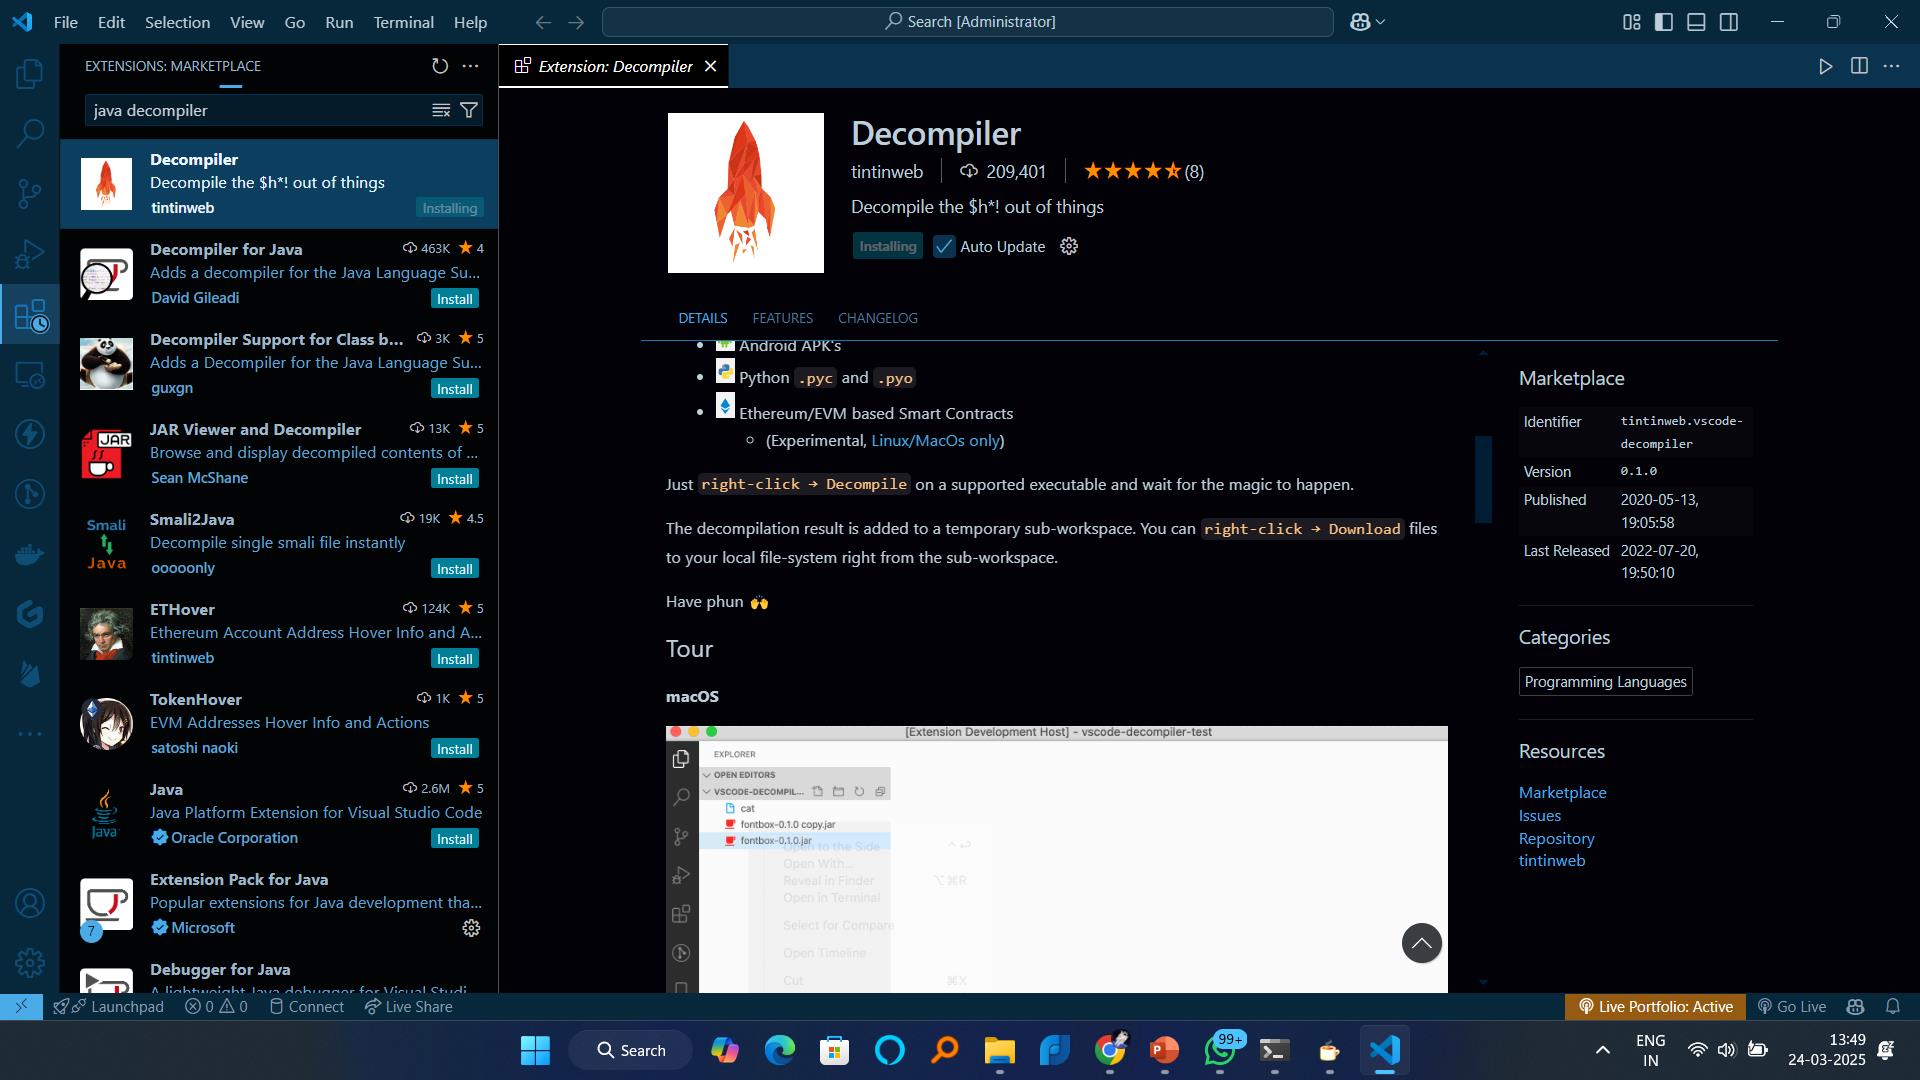 File Edit Selection View Go Run Terminal Help
Search [Administrator]
EXTENSIONS: MARKETPLACE
java decompiler
Decompiler
Decompile the $h*! out of things
tintinweb
Installing
Decompiler for Java 463K 4
Adds a decompiler for the Java Language Su...
David Gileadi Install
Decompiler Support for Class b... 3K 5
Adds a Decompiler for the Java Language Su...
guxgn Install
JAR Viewer and Decompiler 13K 5
Browse and display decompiled contents of ...
Sean McShane Install
Smali
Java
Smali2Java 19K 4.5
Decompile single smali file instantly
ooooonly Install
ETHover 124K 5
Ethereum Account Address Hover Info and A...
tintinweb Install
TokenHover 1K 5
EVM Addresses Hover Info and Actions
satoshi naoki Install
Java 2.6M 5
Java Platform Extension for Visual Studio Code
Oracle Corporation Install
Extension Pack for Java
Popular extensions for Java development tha...
7 Microsoft
Debugger for Java
A lightweight Java debugger for Visual Studi...
Extension: Decompiler
Decompiler
tintinweb 209,401 (8)
Decompile the $h*! out of things
Installing Auto Update
DETAILS FEATURES CHANGELOG
Android APK's
Python .pyc and .pyo
Ethereum/EVM based Smart Contracts
(Experimental, Linux/MacOs only)
Just right-click → Decompile on a supported executable and wait for the magic to happen.
The decompilation result is added to a temporary sub-workspace. You can right-click → Download files
to your local file-system right from the sub-workspace.
Have phun 🙌
Tour
macOS
[Extension Development Host] - vscode-decompiler-test
EXPLORER
OPEN EDITORS
VSCODE-DECOMPIL...
cat
fontbox-0.1.0 copy.jar
fontbox-0.1.0.jar
Open to the Side
Open With...
Reveal in Finder ⌥⌘R
Open in Terminal
Select for Compare
Open Timeline
Cut ⌘X
Marketplace
Identifier tintinweb.vscode-
decompiler
Version 0.1.0
Published 2020-05-13,
19:05:58
Last Released 2022-07-20,
19:50:10
Categories
Programming Languages
Resources
Marketplace
Issues
Repository
tintinweb
Launchpad 0 0 Connect Live Share
Live Portfolio: Active Go Live
Search
99+
ENG
IN
13:49
24-03-2025